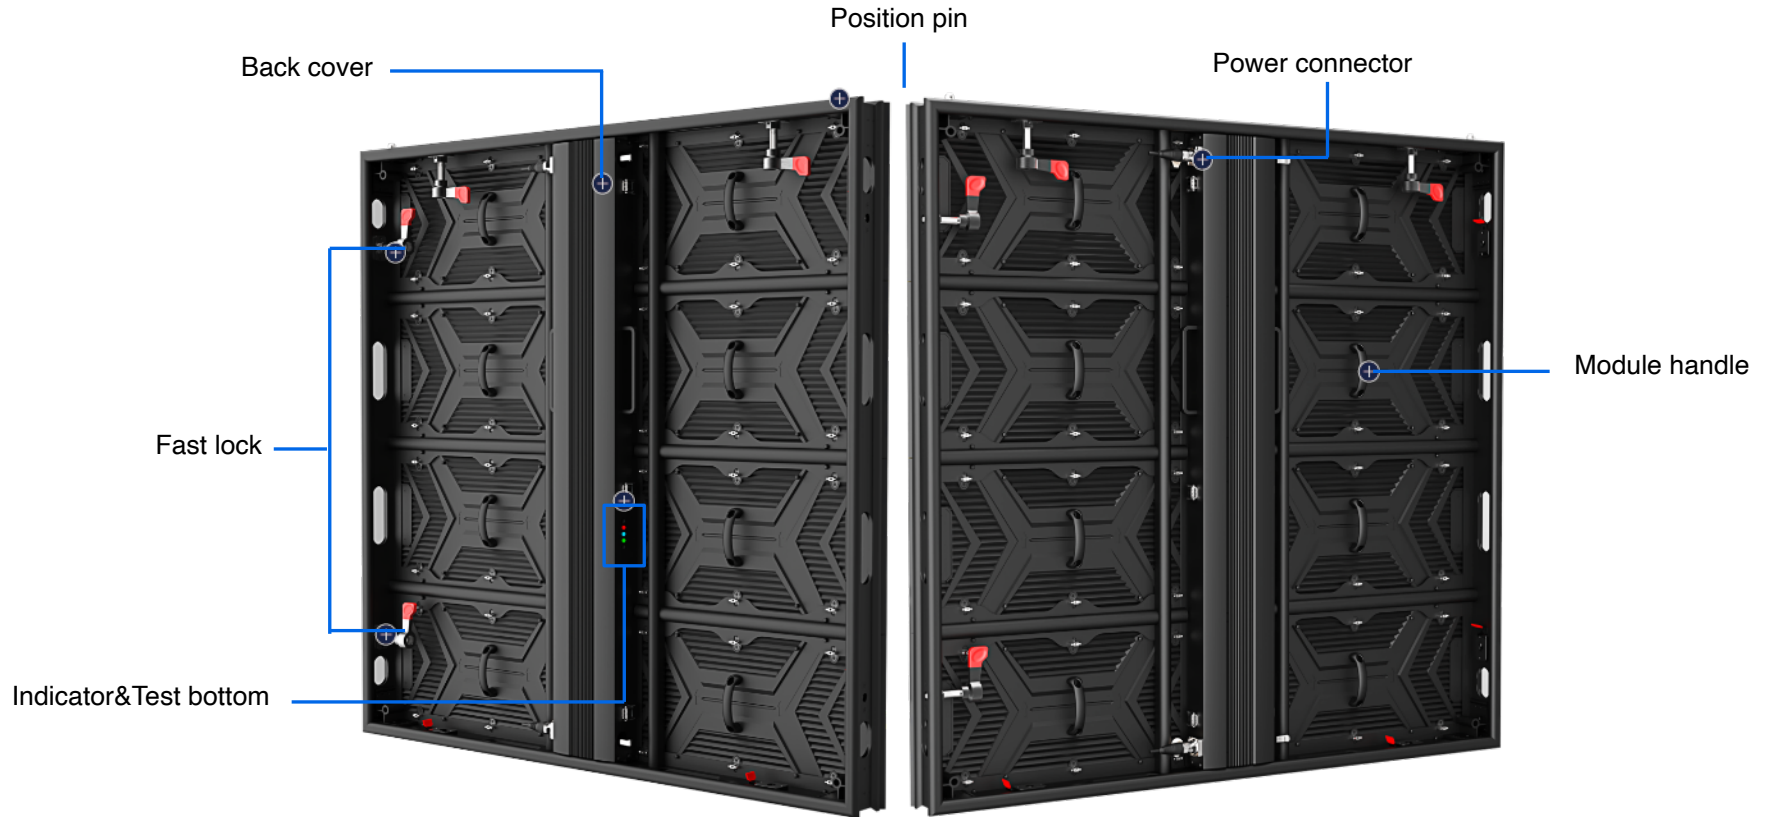 Position pin
Back cover
Power connector
Module handle
Fast lock
Indicator&Test bottom